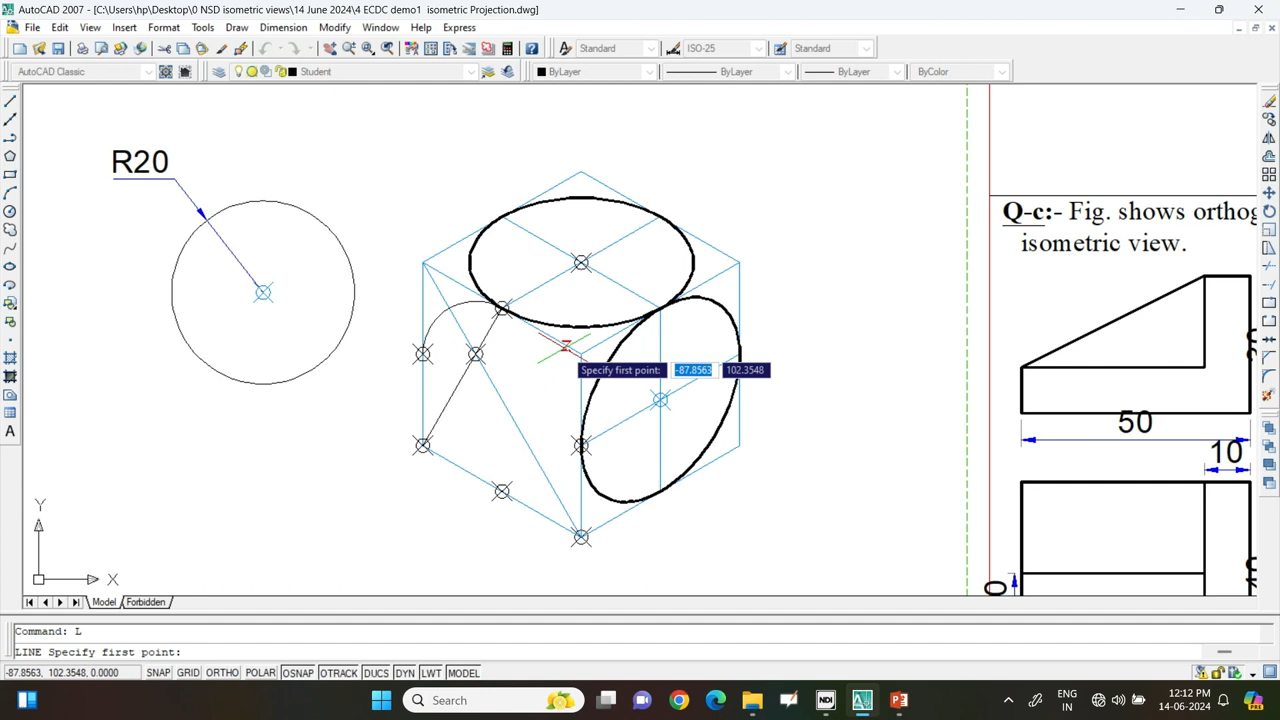 AutoCAD 2007 - [C:\Users\hp\Desktop\0 NSD isometric views\14 June 2024\4 ECDC demo1  isometric Projection.dwg]
File Edit View Insert Format Tools Draw Dimension Modify Window Help Express
Standard ISO-25 Standard
AutoCAD Classic Student ByLayer ByLayer ByLayer ByColor
R20
Q-c:- Fig. shows orthog
isometric view.
Specify first point: -87.8563 102.3548
50
10
Z
Y
X
Model Forbidden
Command: L
LINE Specify first point:
-87.8563, 102.3548, 0.0000 SNAP GRID ORTHO POLAR OSNAP OTRACK DUCS DYN LWT MODEL
Search
ENG
IN
12:12 PM
14-06-2024